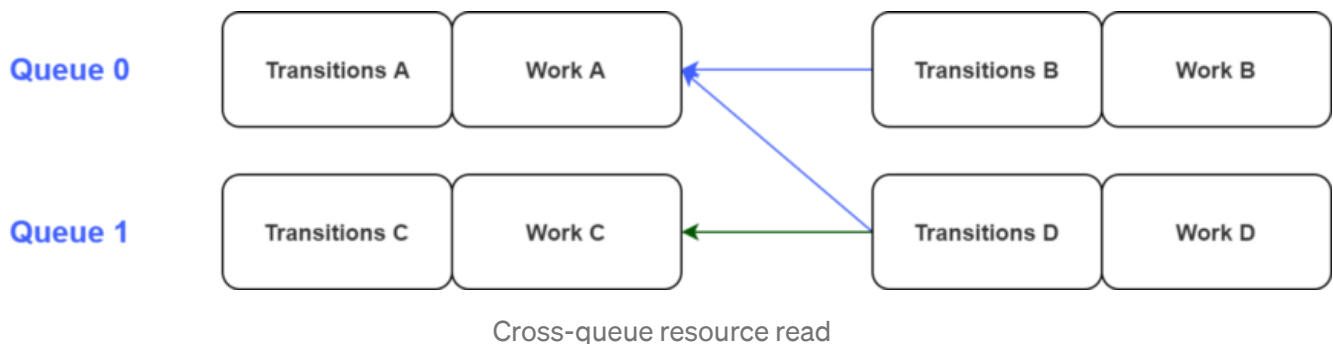 Queue 0 Transitions A Work A Transitions B Work B
Queue 1 Transitions C Work C Transitions D Work D
Cross-queue resource read